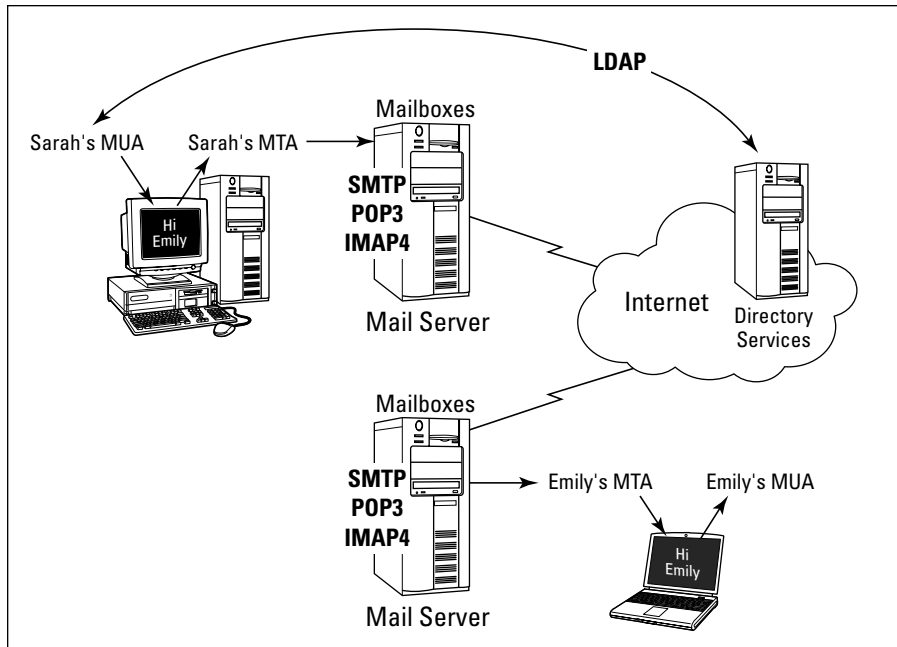 LDAP
Mailboxes
Sarah's MUA
Sarah's MTA
SMTP
POP3
IMAP4
Hi
Emily
Mail Server
Internet
Directory
Services
Mailboxes
SMTP
POP3
IMAP4
Emily's MTA
Emily's MUA
Hi
Emily
Mail Server